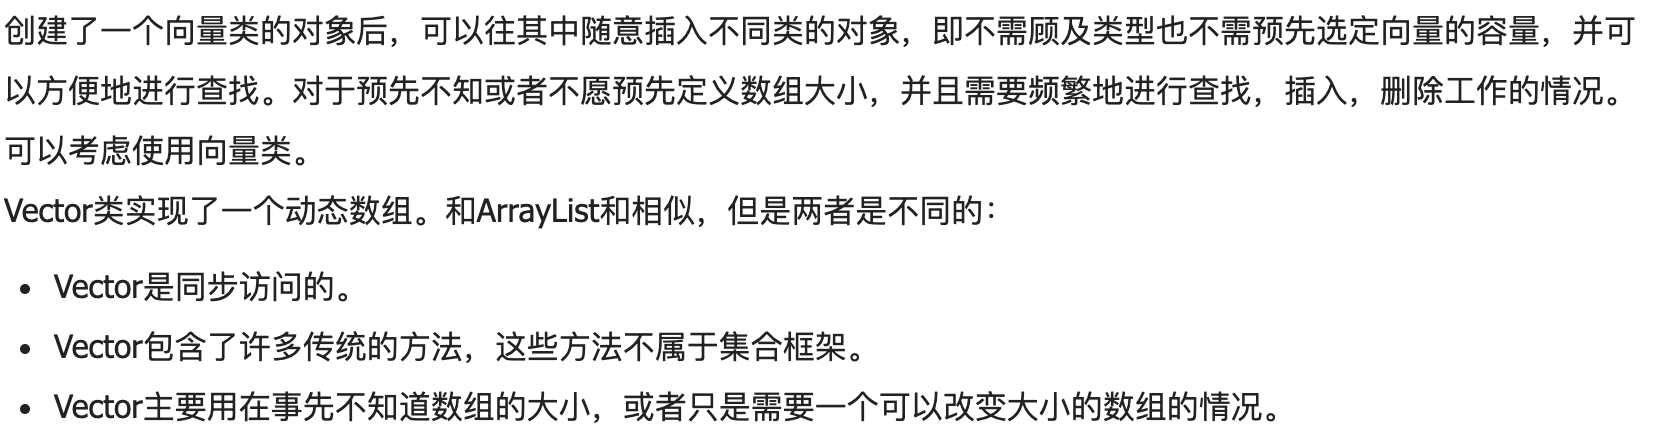 创建了一个向量类的对象后，可以往其中随意插入不同类的对象，即不需顾及类型也不需预先选定向量的容量，并可
以方便地进行查找。对于预先不知或者不愿预先定义数组大小，并且需要频繁地进行查找，插入，删除工作的情况。
可以考虑使用向量类。
Vector类实现了一个动态数组。和ArrayList和相似，但是两者是不同的：
• Vector是同步访问的。
• Vector包含了许多传统的方法，这些方法不属于集合框架。
• Vector主要用在事先不知道数组的大小，或者只是需要一个可以改变大小的数组的情况。